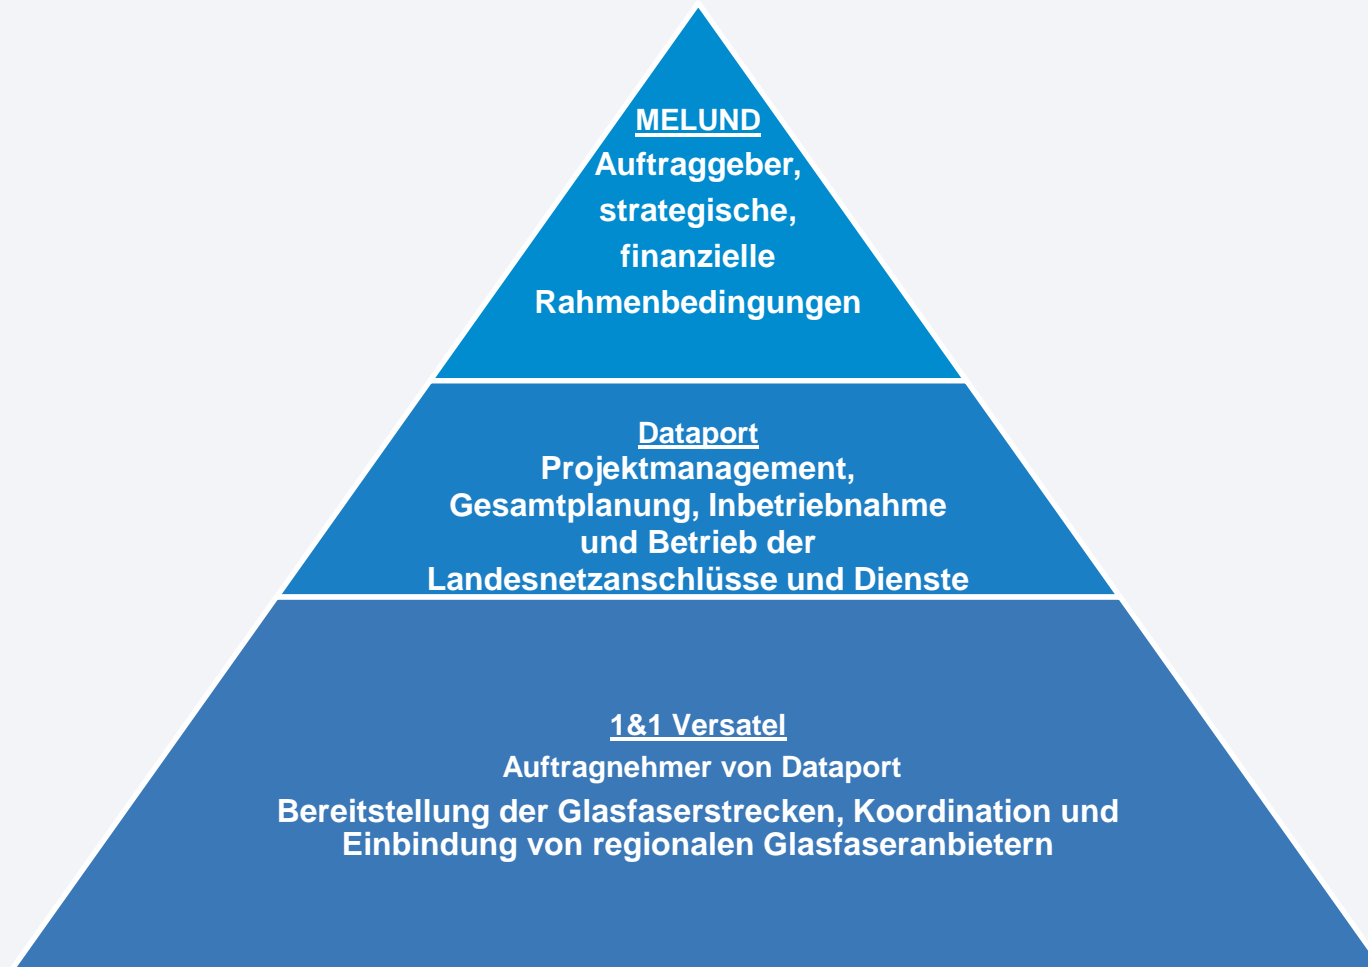 MELUND
Auftraggeber,
strategische,
finanzielle
Rahmenbedingungen
Dataport
Projektmanagement,
Gesamtplanung, Inbetriebnahme
und Betrieb der
Landesnetzanschlüsse und Dienste
1&1 Versatel
Auftragnehmer von Dataport
Bereitstellung der Glasfaserstrecken, Koordination und
Einbindung von regionalen Glasfaseranbietern